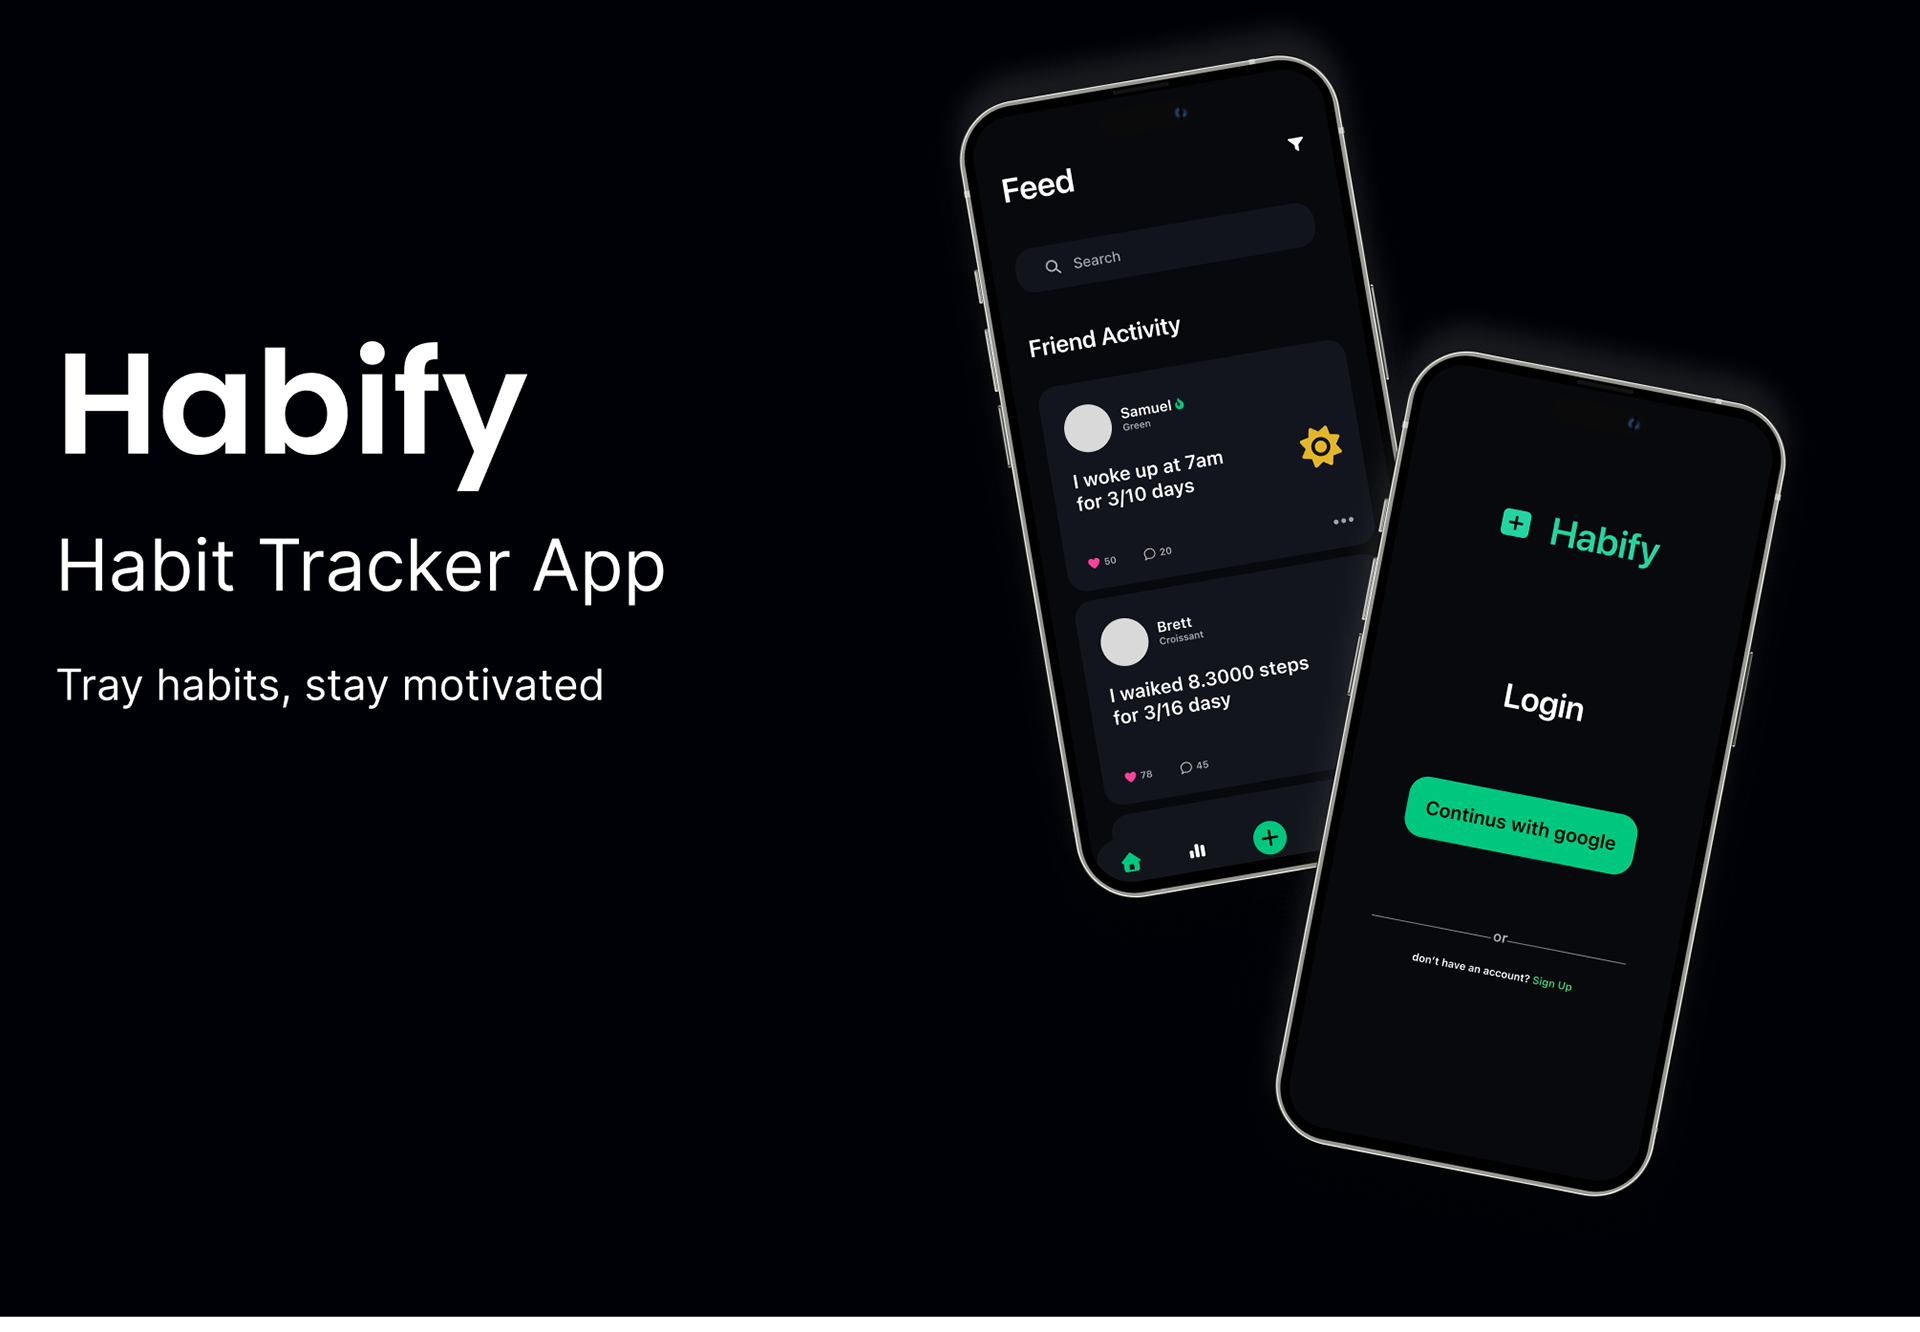 Habify
Habit Tracker App
Tray habits, stay motivated
Feed
Search
Friend Activity
Samuel
Green
I woke up at 7am
for 3/10 days
50
20
Brett
Croissant
I waiked 8.3000 steps
for 3/16 dasy
78
45
Habify
Login
Continus with google
or
don't have an account? Sign Up